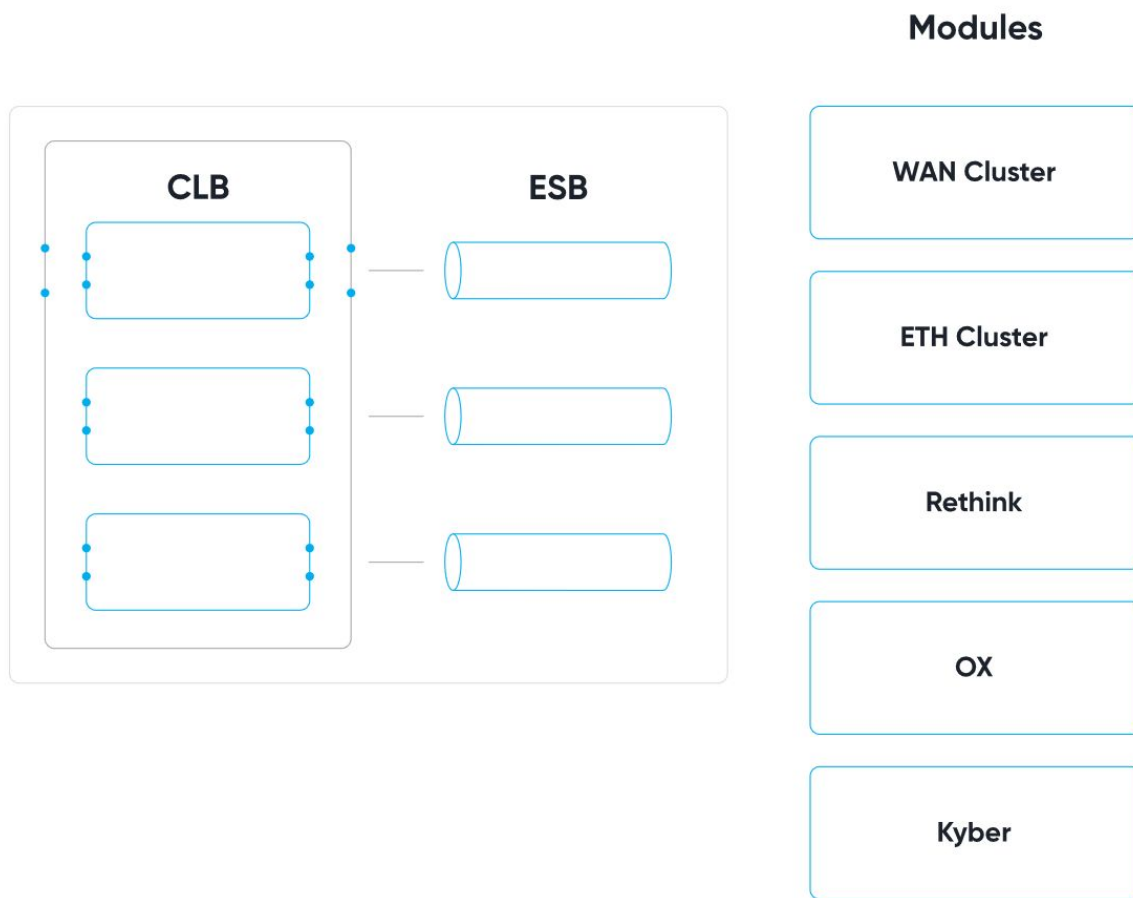 Modules
CLB
ESB
WAN Cluster
ETH Cluster
Rethink
OX
Kyber